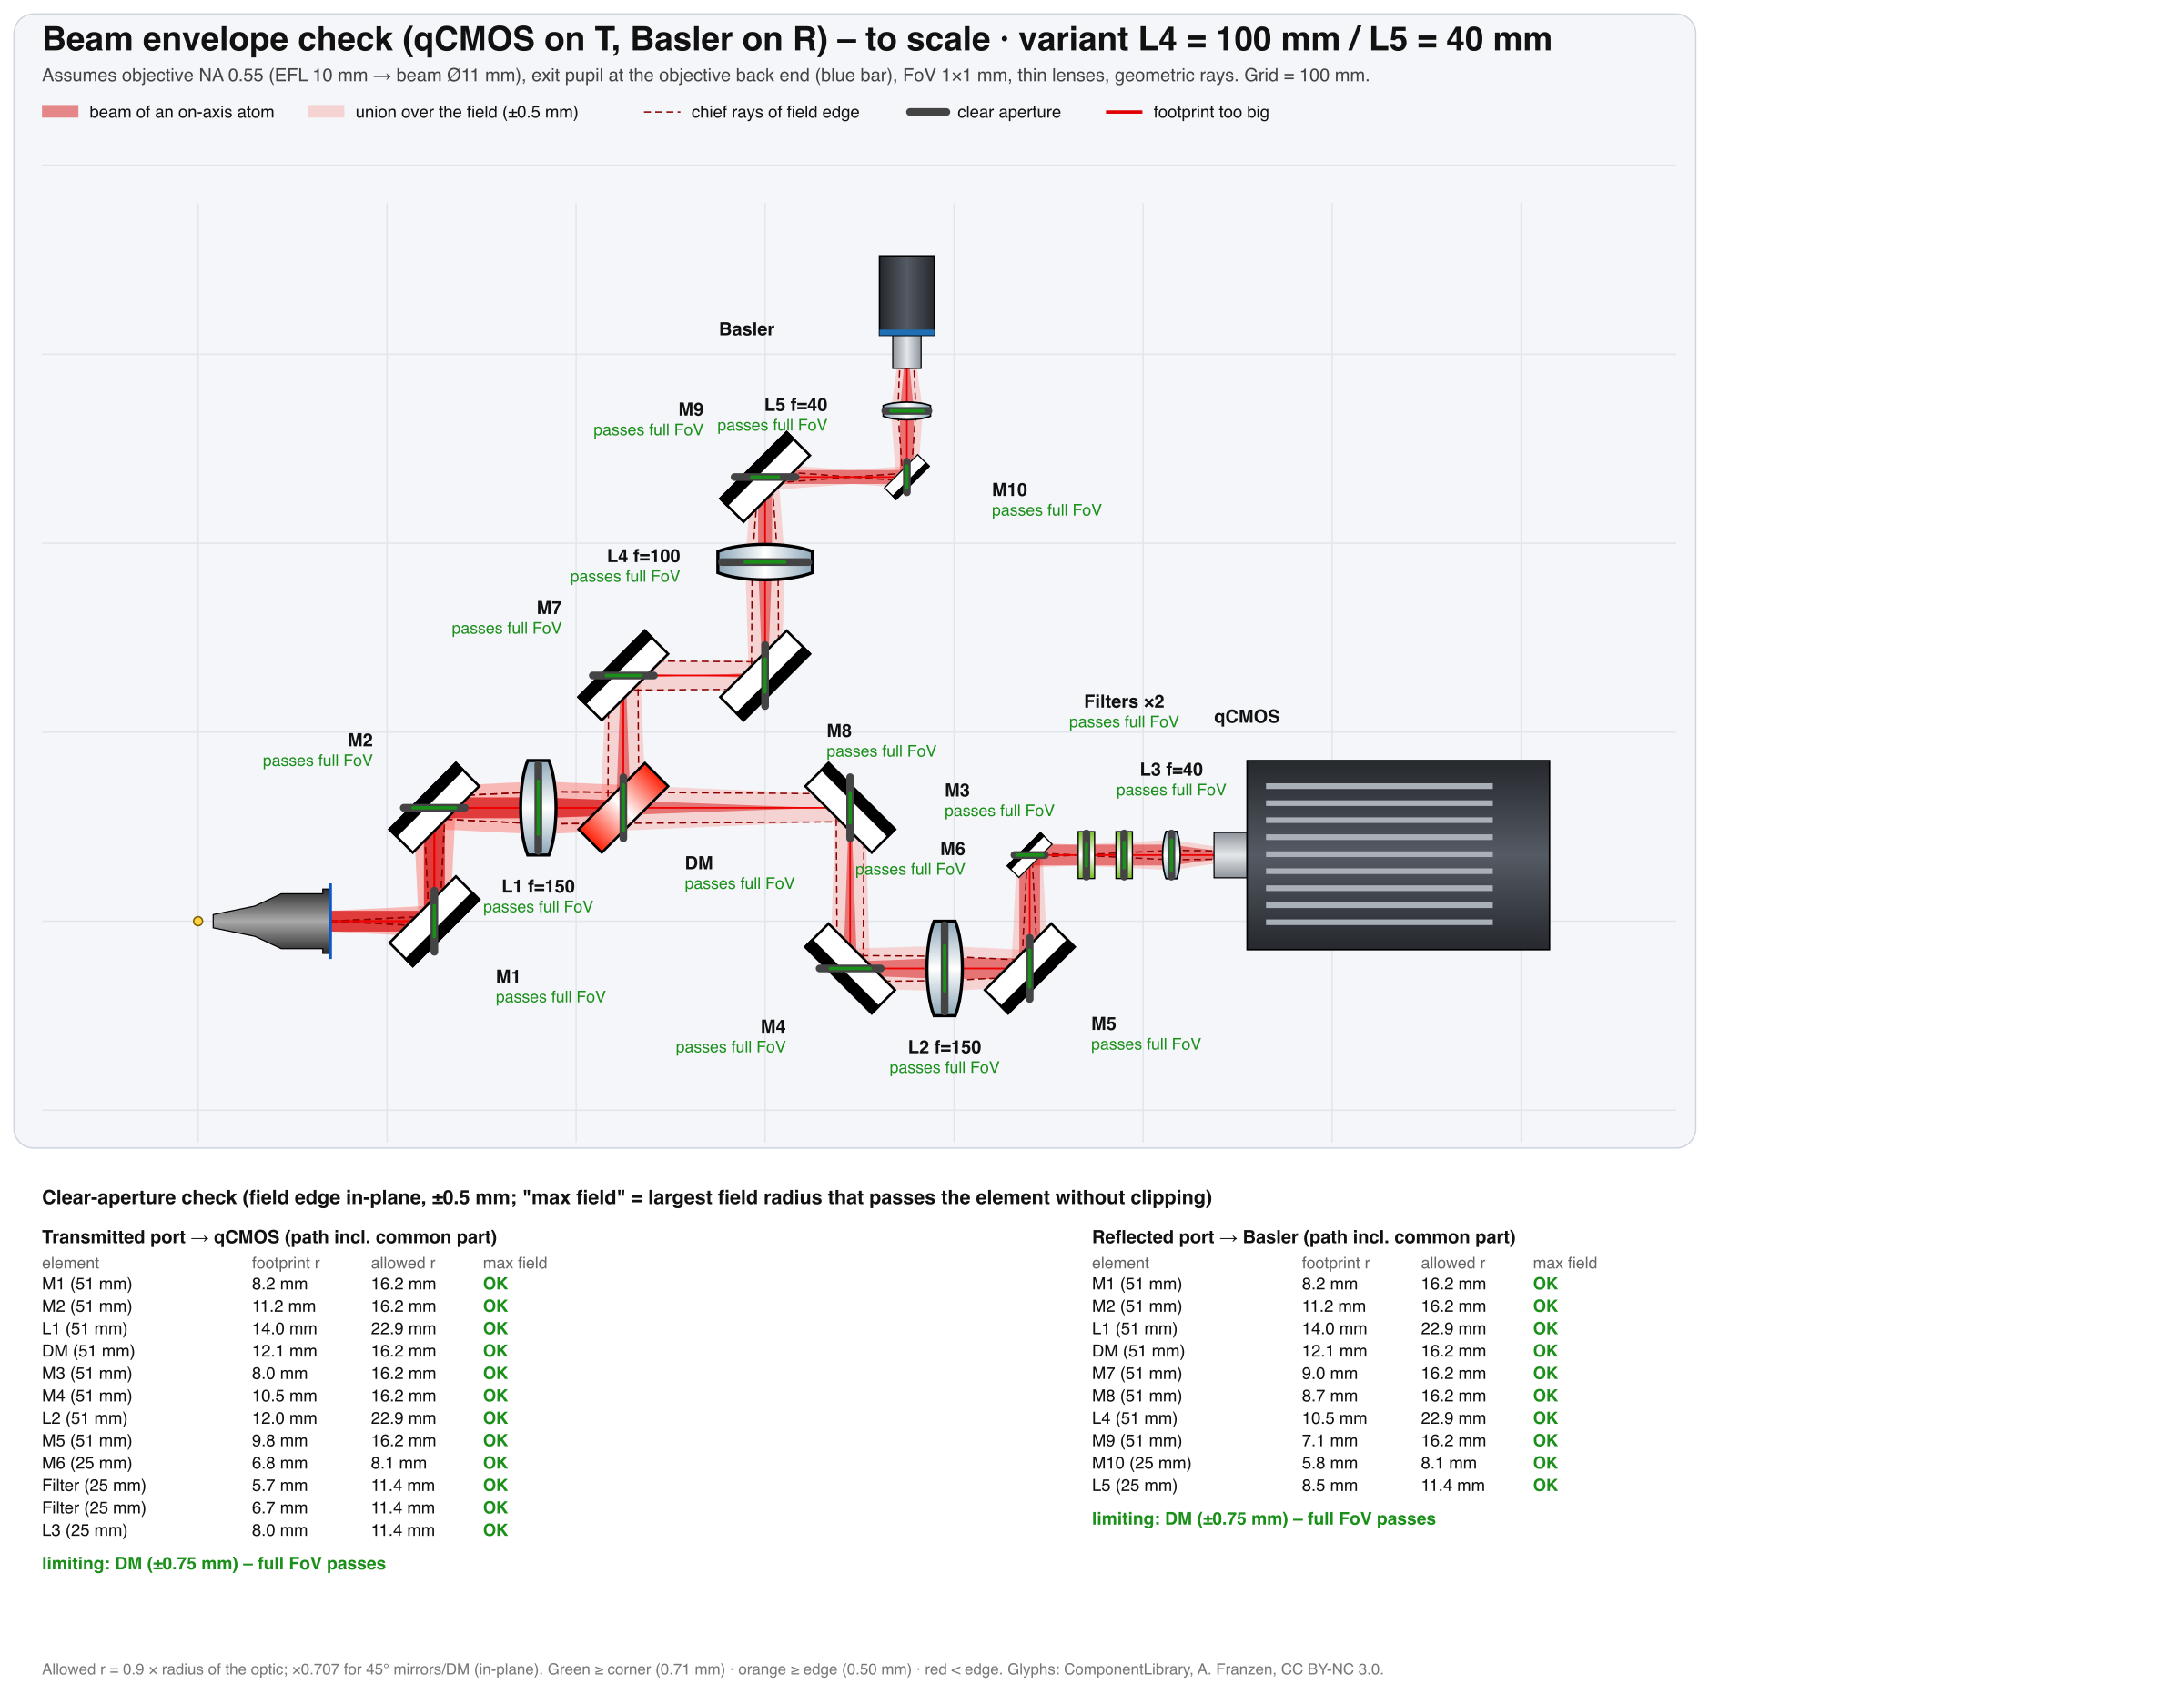 Beam envelope check (qCMOS on T, Basler on R) – to scale · variant L4 = 100 mm / L5 = 40 mm
Assumes objective NA 0.55 (EFL 10 mm → beam Ø11 mm), exit pupil at the objective back end (blue bar), FoV 1×1 mm, thin lenses, geometric rays. Grid = 100 mm.
beam of an on-axis atom
union over the field (±0.5 mm)
chief rays of field edge
clear aperture
footprint too big
Basler
M9
passes full FoV
L5 f=40
passes full FoV
M10
passes full FoV
L4 f=100
passes full FoV
M7
passes full FoV
Filters ×2
passes full FoV
qCMOS
M2
passes full FoV
M8
passes full FoV
L3 f=40
passes full FoV
M3
passes full FoV
M6
passes full FoV
DM
passes full FoV
L1 f=150
passes full FoV
M1
passes full FoV
M4
passes full FoV
L2 f=150
passes full FoV
M5
passes full FoV
Clear-aperture check (field edge in-plane, ±0.5 mm; "max field" = largest field radius that passes the element without clipping)
Transmitted port → qCMOS (path incl. common part)
element footprint r allowed r max field
M1 (51 mm) 8.2 mm 16.2 mm OK
M2 (51 mm) 11.2 mm 16.2 mm OK
L1 (51 mm) 14.0 mm 22.9 mm OK
DM (51 mm) 12.1 mm 16.2 mm OK
M3 (51 mm) 8.0 mm 16.2 mm OK
M4 (51 mm) 10.5 mm 16.2 mm OK
L2 (51 mm) 12.0 mm 22.9 mm OK
M5 (51 mm) 9.8 mm 16.2 mm OK
M6 (25 mm) 6.8 mm 8.1 mm OK
Filter (25 mm) 5.7 mm 11.4 mm OK
Filter (25 mm) 6.7 mm 11.4 mm OK
L3 (25 mm) 8.0 mm 11.4 mm OK
limiting: DM (±0.75 mm) – full FoV passes
Reflected port → Basler (path incl. common part)
element footprint r allowed r max field
M1 (51 mm) 8.2 mm 16.2 mm OK
M2 (51 mm) 11.2 mm 16.2 mm OK
L1 (51 mm) 14.0 mm 22.9 mm OK
DM (51 mm) 12.1 mm 16.2 mm OK
M7 (51 mm) 9.0 mm 16.2 mm OK
M8 (51 mm) 8.7 mm 16.2 mm OK
L4 (51 mm) 10.5 mm 22.9 mm OK
M9 (51 mm) 7.1 mm 16.2 mm OK
M10 (25 mm) 5.8 mm 8.1 mm OK
L5 (25 mm) 8.5 mm 11.4 mm OK
limiting: DM (±0.75 mm) – full FoV passes
Allowed r = 0.9 × radius of the optic; ×0.707 for 45° mirrors/DM (in-plane). Green ≥ corner (0.71 mm) · orange ≥ edge (0.50 mm) · red < edge. Glyphs: ComponentLibrary, A. Franzen, CC BY-NC 3.0.